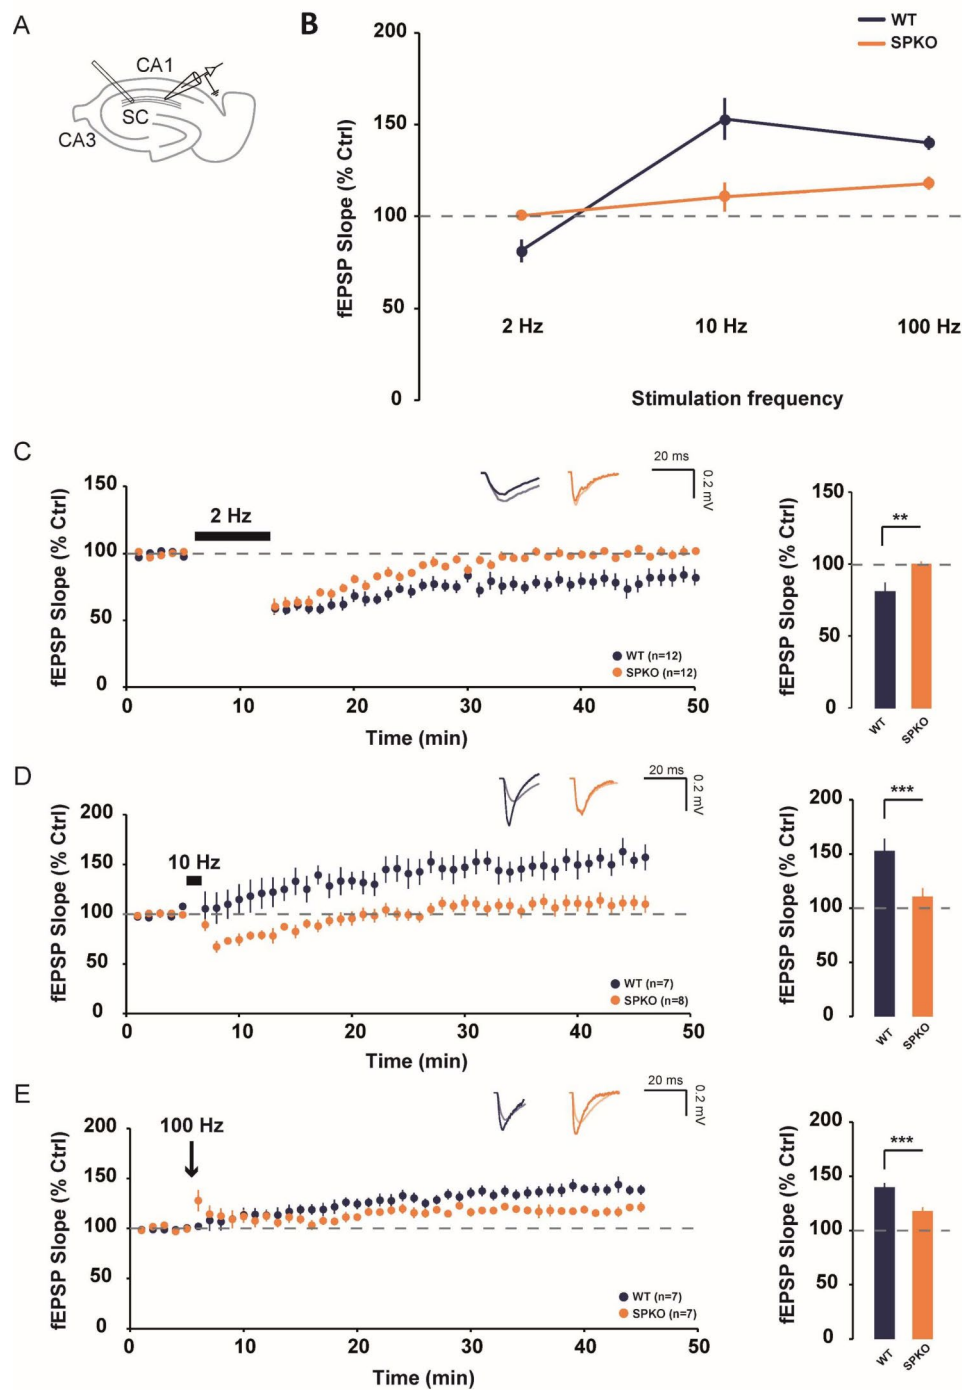 A
CA1
SC
CA3
B
WT
SPKO
fEPSP Slope (% Ctrl)
200
150
100
50
0
2 Hz
10 Hz
100 Hz
Stimulation frequency
C
fEPSP Slope (% Ctrl)
150
100
50
0
2 Hz
20 ms
0.2 mV
WT (n=12)
SPKO (n=12)
0
10
20
30
40
50
Time (min)
fEPSP Slope (% Ctrl)
150
100
50
0
**
WT
SPKO
D
fEPSP Slope (% Ctrl)
200
150
100
50
0
10 Hz
20 ms
0.2 mV
WT (n=7)
SPKO (n=8)
0
10
20
30
40
50
Time (min)
fEPSP Slope (% Ctrl)
200
150
100
50
0
***
WT
SPKO
E
fEPSP Slope (% Ctrl)
200
150
100
50
0
100 Hz
20 ms
0.2 mV
WT (n=7)
SPKO (n=7)
0
10
20
30
40
50
Time (min)
fEPSP Slope (% Ctrl)
200
150
100
50
0
***
WT
SPKO